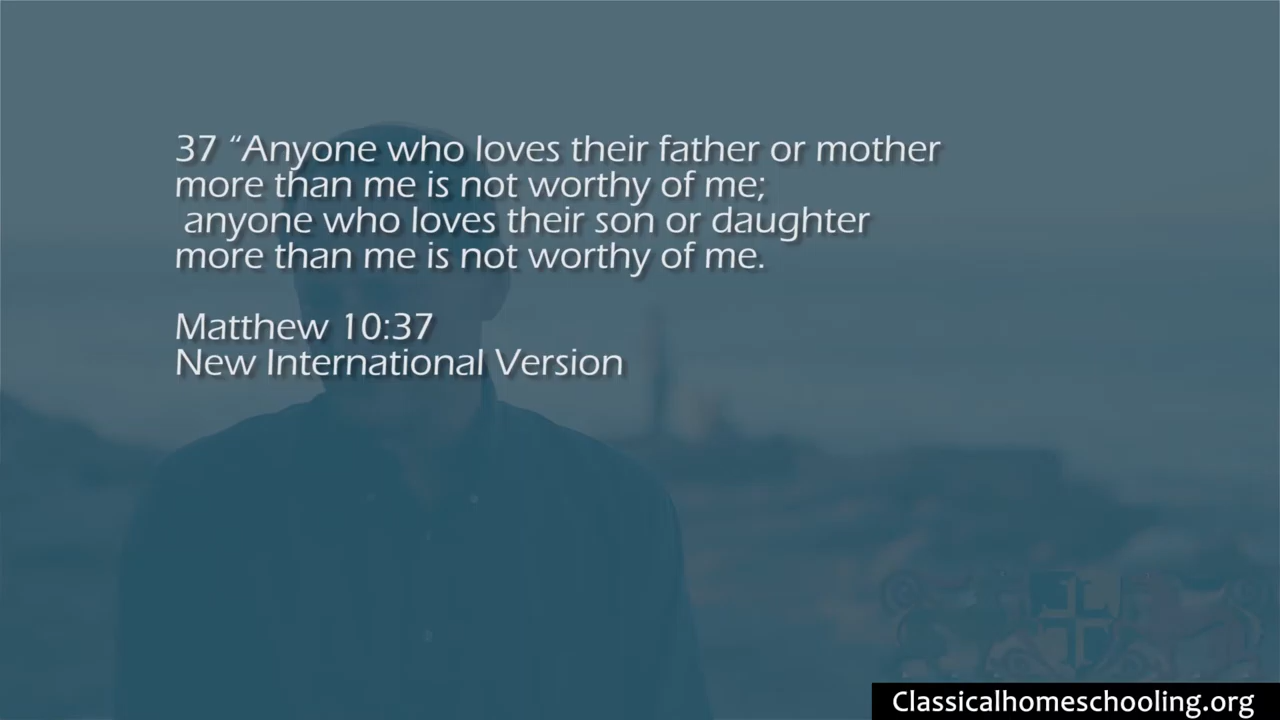 37 “Anyone who loves their father or mother
more than me is not worthy of me;
anyone who loves their son or daughter
more than me is not worthy of me.
Matthew 10:37
New International Version
Classicalhomeschooling.org